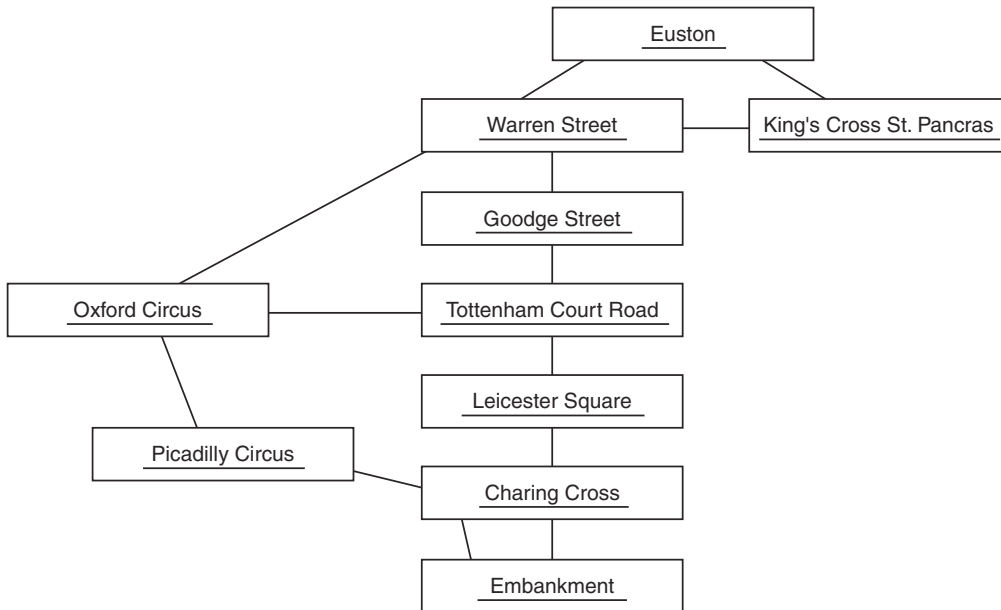 Euston
Warren Street
King's Cross St. Pancras
Goodge Street
Oxford Circus
Tottenham Court Road
Leicester Square
Picadilly Circus
Charing Cross
Embankment